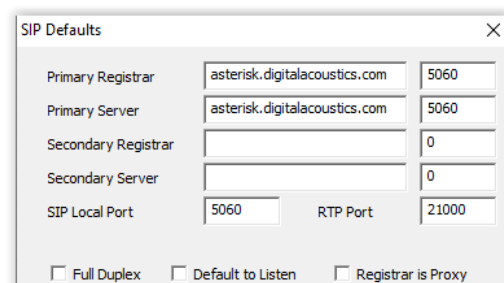 SIP Defaults
Primary Registrar asterisk.digitalacoustics.com 5060
Primary Server asterisk.digitalacoustics.com 5060
Secondary Registrar 0
Secondary Server 0
SIP Local Port 5060 RTP Port 21000
Full Duplex Default to Listen Registrar is Proxy